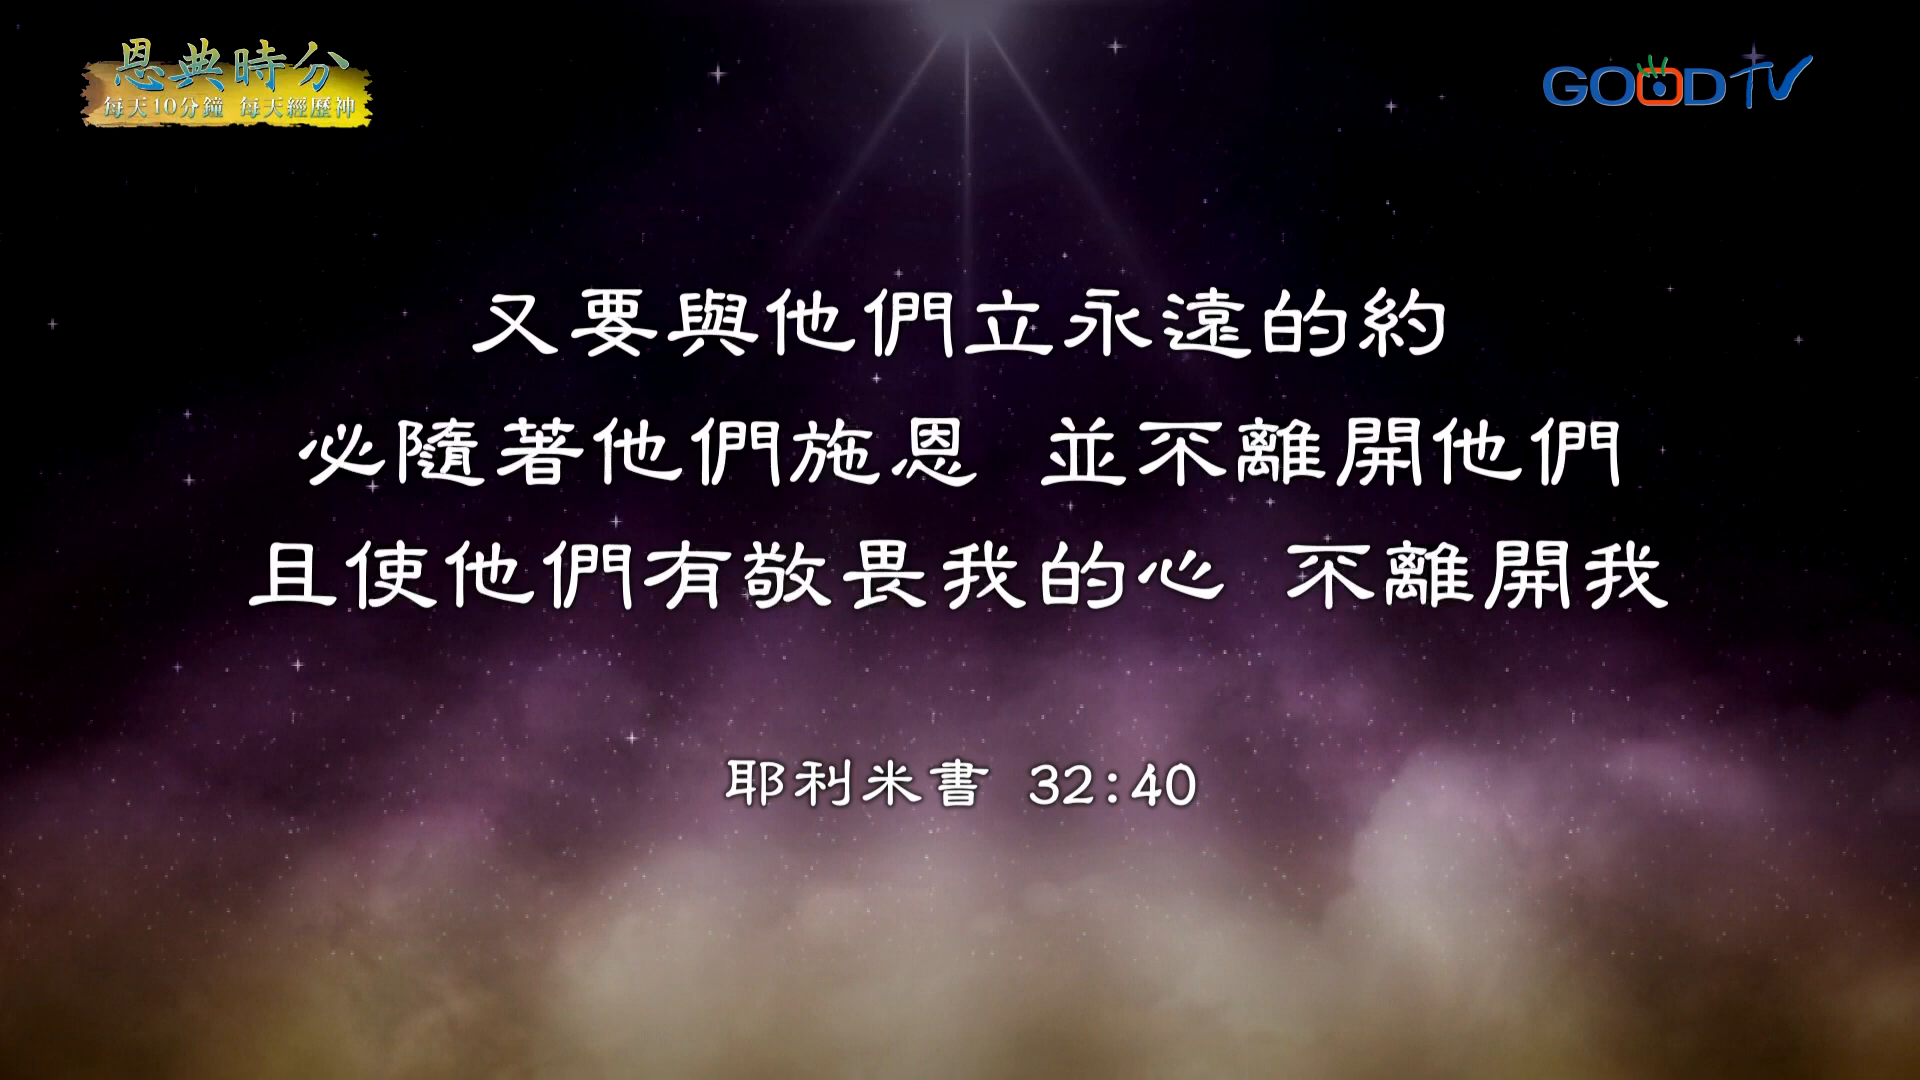 恩典時分
每天10分鐘 每天經歷神
GOOD TV
又要與他們立永遠的約
必隨著他們施恩 並不離開他們
且使他們有敬畏我的心 不離開我
耶利米書 32:40